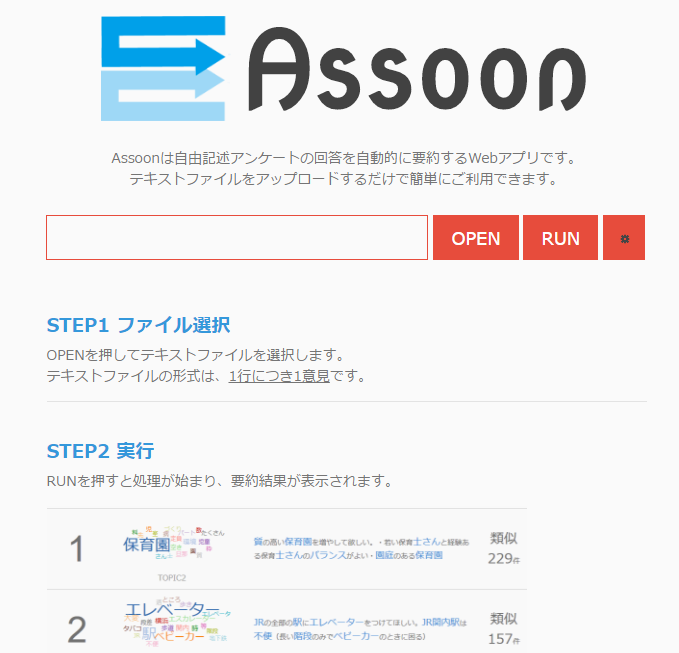 Assoon
Assoonは自由記述アンケートの回答を自動的に要約するWebアプリです。
テキストファイルをアップロードするだけで簡単にご利用できます。
OPEN RUN
STEP1 ファイル選択
OPENを押してテキストファイルを選択します。
テキストファイルの形式は、1行につき1意見です。
STEP2 実行
RUNを押すと処理が始まり、要約結果が表示されます。
1
保育園
TOPIC2
質の高い保育園を増やして欲しい。・若い保育士さんと経験あ
る保育士さんのバランスがよい・園庭のある保育園
類似
229件
2
エレベーター
エスカレーター
駅
ベビーカー
JRの全部の駅にエレベーターをつけてほしい。JR関内駅は
不便（長い階段のみでベビーカーのときに困る）
類似
157件